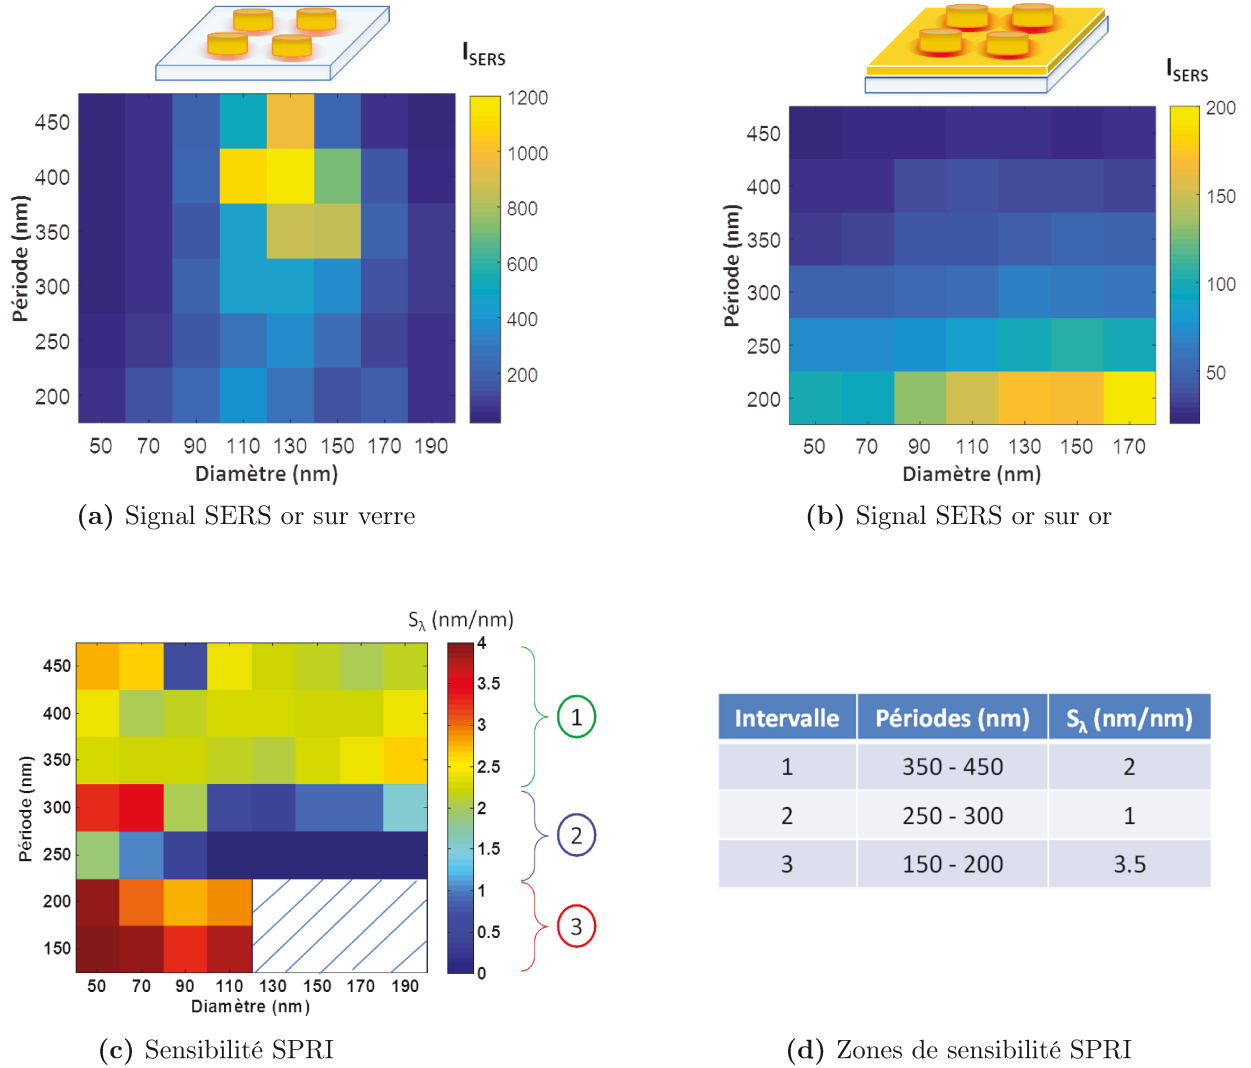 I_SERS
1200
1000
800
600
400
200
450
400
350
300
250
200
Période (nm)
50 70 90 110 130 150 170 190
Diamètre (nm)
(a) Signal SERS or sur verre
I_SERS
200
150
100
50
450
400
350
300
250
200
Période (nm)
50 70 90 110 130 150 170
Diamètre (nm)
(b) Signal SERS or sur or
S_λ (nm/nm)
4
3.5
3
2.5
2
1.5
1
0.5
0
450
400
350
300
250
200
150
Période (nm)
50 70 90 110 130 150 170 190
Diamètre (nm)
1
2
3
(c) Sensibilité SPRI
Intervalle Périodes (nm) S_λ (nm/nm)
1 350 - 450 2
2 250 - 300 1
3 150 - 200 3.5
(d) Zones de sensibilité SPRI